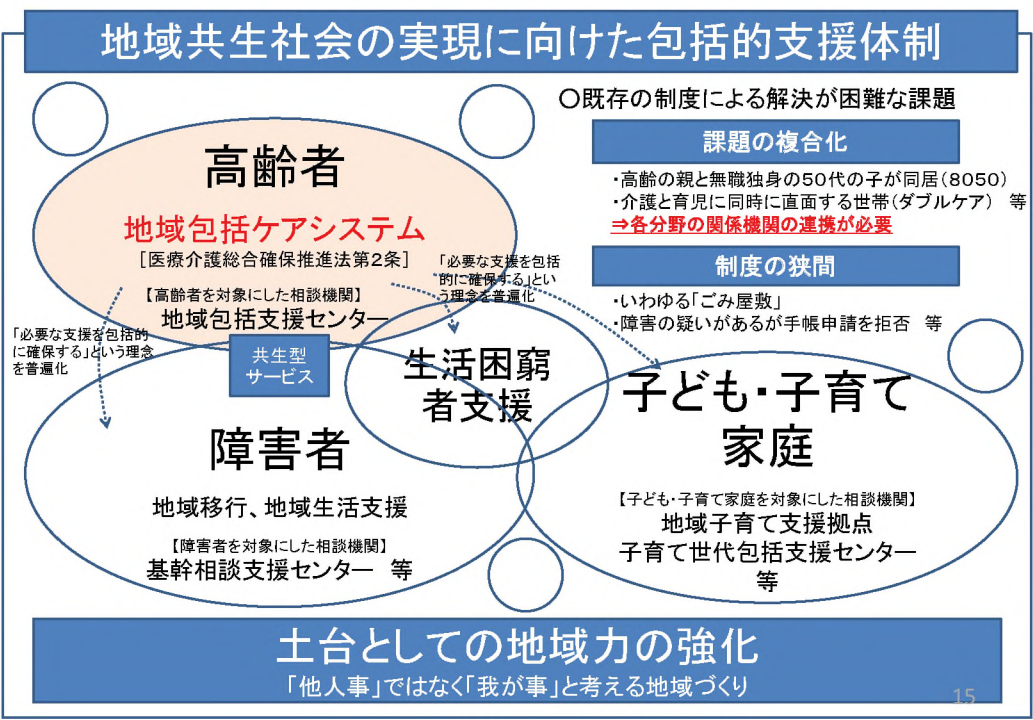 地域共生社会の実現に向けた包括的支援体制
〇既存の制度による解決が困難な課題
課題の複合化
・高齢の親と無職独身の50代の子が同居(8050)
・介護と育児に同時に直面する世帯(ダブルケア) 等
⇒各分野の関係機関の連携が必要
制度の狭間
・いわゆる「ごみ屋敷」
・障害の疑いがあるが手帳申請を拒否 等
高齢者
地域包括ケアシステム
[医療介護総合確保推進法第2条]
【高齢者を対象にした相談機関】
地域包括支援センター
「必要な支援を包括
的に確保する」とい
う理念を普遍化
「必要な支援を包括的
に確保する」という理念
を普遍化
共生型
サービス
生活困窮
者支援
障害者
地域移行、地域生活支援
【障害者を対象にした相談機関】
基幹相談支援センター 等
子ども・子育て
家庭
【子ども・子育て家庭を対象にした相談機関】
地域子育て支援拠点
子育て世代包括支援センター
等
土台としての地域力の強化
「他人事」ではなく「我が事」と考える地域づくり
15